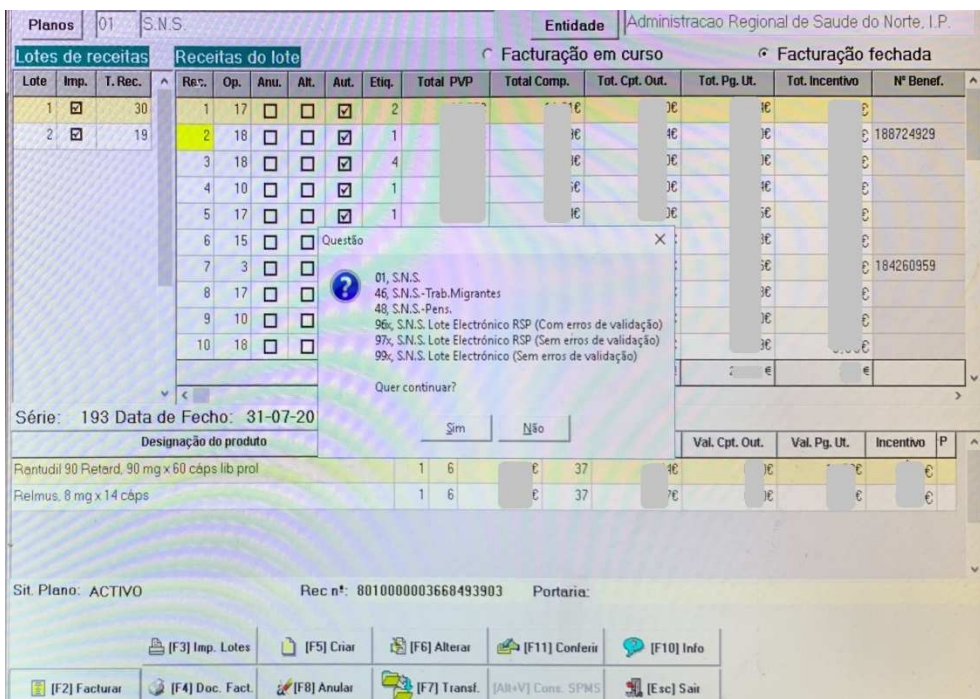 Planos 01 S.N.S. Entidade Administracao Regional de Saude do Norte, I.P.
Lotes de receitas Receitas do lote Facturação em curso Facturação fechada
Lote Imp. T. Rec. Rec. Op. Anu. Alt. Aut. Etiq. Total PVP Total Comp. Tot. Cpt. Out. Tot. Pg. Ut. Tot. Incentivo Nº Benef.
1 30 1 17 2 € € € €
2 19 2 18 1 € € € € 188724929
3 18 4 € € € €
4 10 1 € € € €
5 17 1 € € € €
6 15 € €
7 3 € € 184260959
8 17 € €
9 10 € €
10 18 € €
€ €
Questão
01, S.N.S.
46, S.N.S.-Trab.Migrantes
48, S.N.S.-Pens.
96x, S.N.S. Lote Electrónico RSP (Com erros de validação)
97x, S.N.S. Lote Electrónico RSP (Sem erros de validação)
99x, S.N.S. Lote Electrónico (Sem erros de validação)
Quer continuar?
Sim Não
Série: 193 Data de Fecho: 31-07-20
Designação do produto Val. Cpt. Out. Val. Pg. Ut. Incentivo P
Rantudil 90 Retard, 90 mg x 60 cáps lib prol 1 6 € 37 € € € €
Relmus, 8 mg x 14 cáps 1 6 € 37 € € € €
Sit. Plano: ACTIVO Rec nº: 8010000003668493903 Portaria:
[F3] Imp. Lotes [F5] Criar [F6] Alterar [F11] Conferir [F10] Info
[F2] Facturar [F4] Doc. Fact. [F8] Anular [F7] Transf. [Alt+V] Cons. SPMS [Esc] Sair